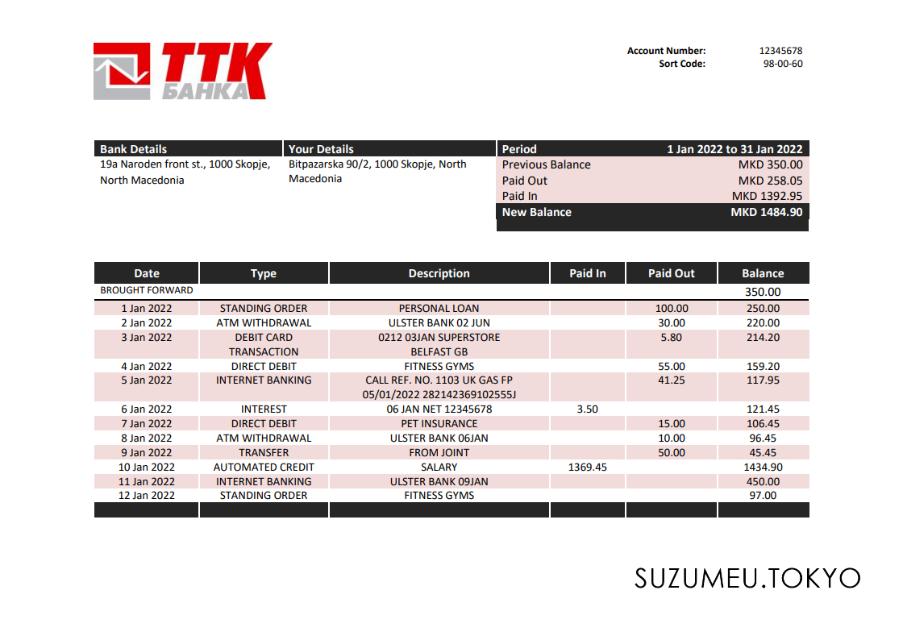 ТТК
БАНКА
Account Number: 12345678
Sort Code: 98-00-60
Bank Details Your Details Period 1 Jan 2022 to 31 Jan 2022
19a Naroden front st., 1000 Skopje, Bitpazarska 90/2, 1000 Skopje, North Previous Balance MKD 350.00
North Macedonia Macedonia Paid Out MKD 258.05
Paid In MKD 1392.95
New Balance MKD 1484.90
Date Type Description Paid In Paid Out Balance
BROUGHT FORWARD 350.00
1 Jan 2022 STANDING ORDER PERSONAL LOAN 100.00 250.00
2 Jan 2022 ATM WITHDRAWAL ULSTER BANK 02 JUN 30.00 220.00
3 Jan 2022 DEBIT CARD 0212 03JAN SUPERSTORE 5.80 214.20
TRANSACTION BELFAST GB
4 Jan 2022 DIRECT DEBIT FITNESS GYMS 55.00 159.20
5 Jan 2022 INTERNET BANKING CALL REF. NO. 1103 UK GAS FP 41.25 117.95
05/01/2022 282142369102555J
6 Jan 2022 INTEREST 06 JAN NET 12345678 3.50 121.45
7 Jan 2022 DIRECT DEBIT PET INSURANCE 15.00 106.45
8 Jan 2022 ATM WITHDRAWAL ULSTER BANK 06JAN 10.00 96.45
9 Jan 2022 TRANSFER FROM JOINT 50.00 45.45
10 Jan 2022 AUTOMATED CREDIT SALARY 1369.45 1434.90
11 Jan 2022 INTERNET BANKING ULSTER BANK 09JAN 450.00
12 Jan 2022 STANDING ORDER FITNESS GYMS 97.00
SUZUMEU.TOKYO